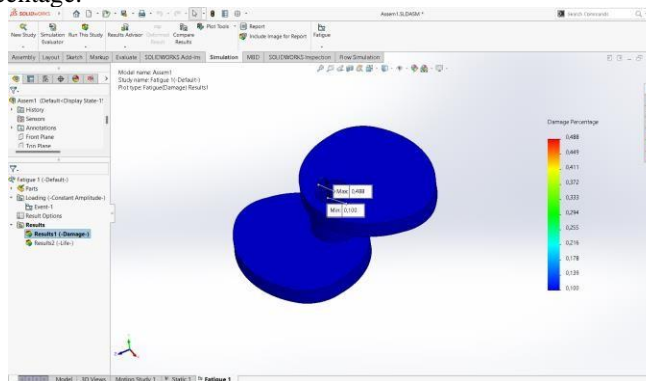 centage.
SOLIDWORKS
Assem1.SLDASM *
Search Commands
New Study
Simulation Evaluator
Run This Study
Results Advisor
Compare Results
Plot Tools
Report
Include Image for Report
Fatigue
Assembly Layout Sketch Markup Evaluate SOLIDWORKS Add-Ins Simulation MBD SOLIDWORKS Inspection Flow Simulation
Model name: Assem1
Study name: Fatigue 1(-Default-)
Plot type: Fatigue(Damage) Results1
Assem1 (Default<Display State-1>
History
Sensors
Annotations
Front Plane
Top Plane
Fatigue 1 (-Default-)
Parts
Loading (-Constant Amplitude-)
Event-1
Result Options
Results
Results1 (-Damage-)
Results2 (-Life-)
Max: 0,488
Min: 0,100
Damage Percentage
0,488
0,449
0,411
0,372
0,333
0,294
0,255
0,216
0,178
0,139
0,100
Model 3D Views Motion Study 1 Static 1 Fatigue 1